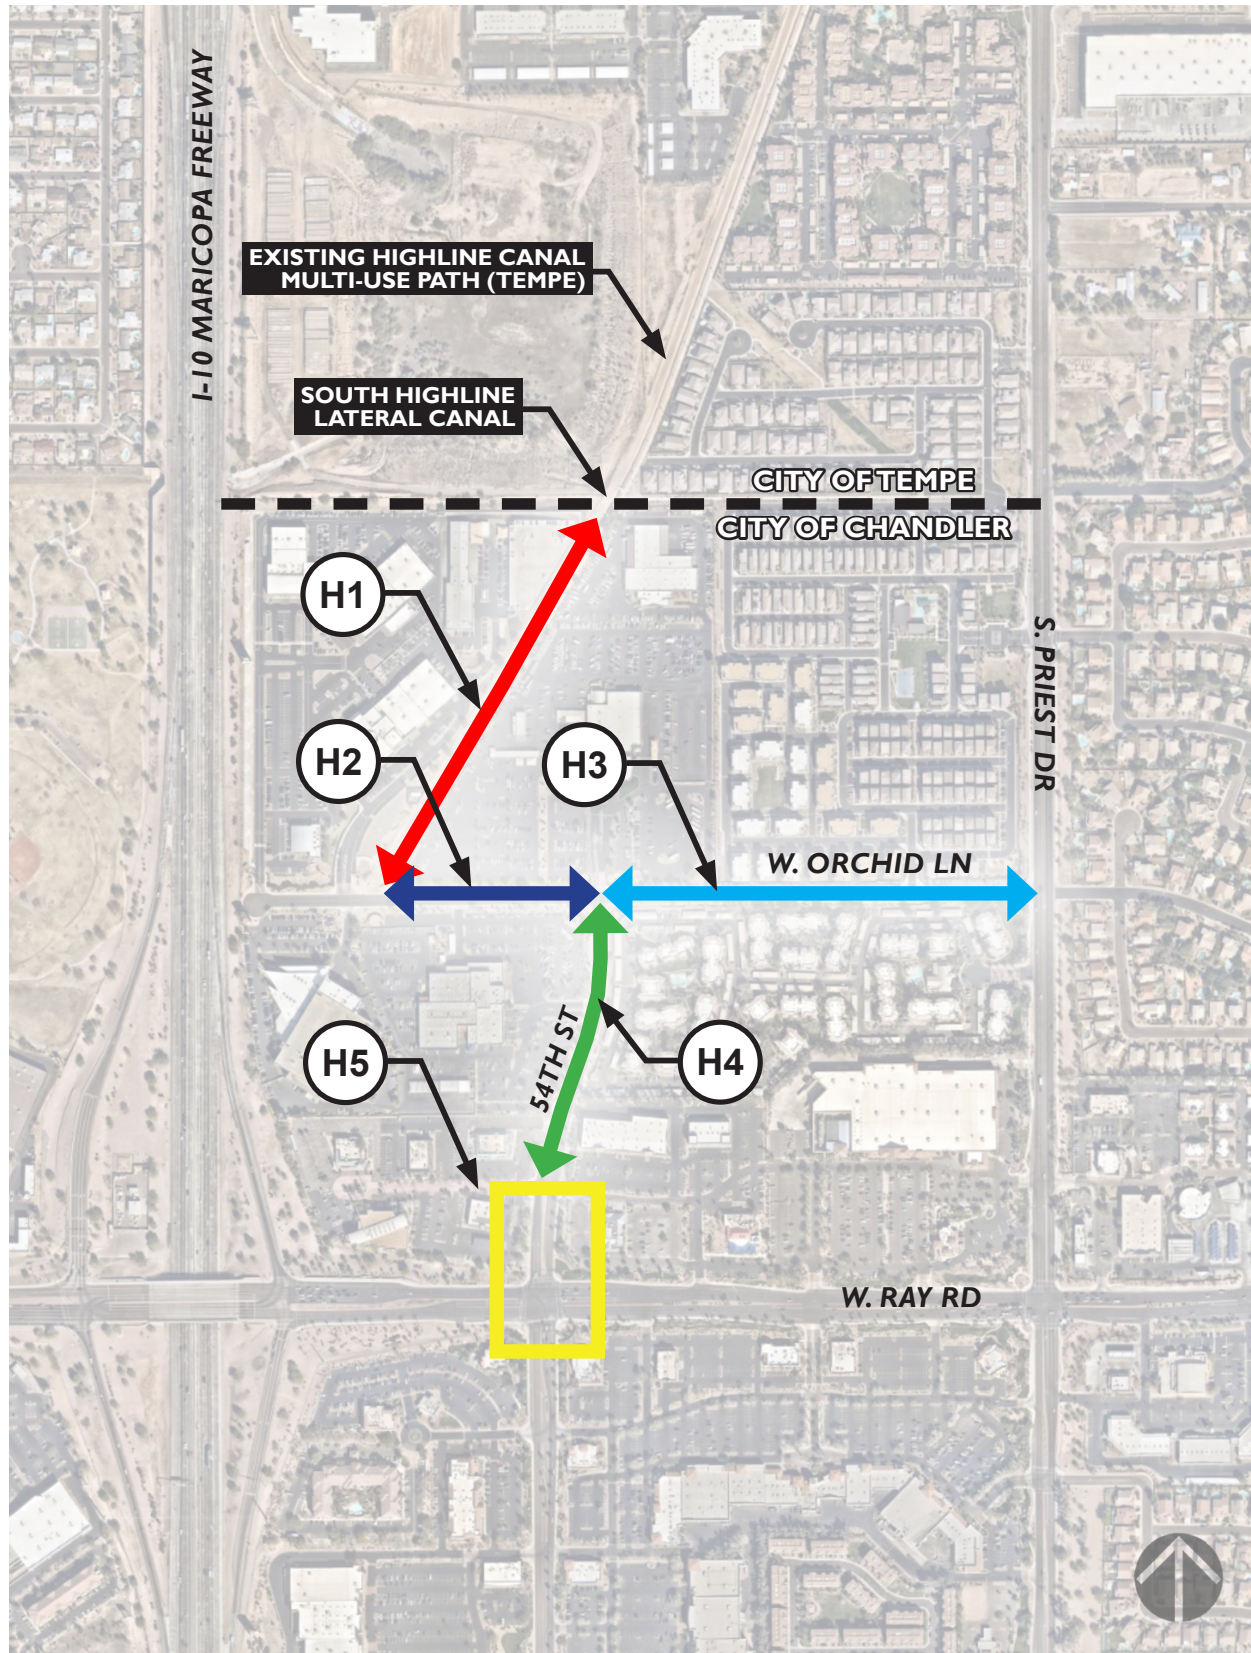 I-10 MARICOPA FREEWAY
EXISTING HIGHLINE CANAL
MULTI-USE PATH (TEMPE)
SOUTH HIGHLINE
LATERAL CANAL
CITY OF TEMPE
CITY OF CHANDLER
H1
S. PRIEST DR
H2
H3
W. ORCHID LN
54TH ST
H5
H4
W. RAY RD